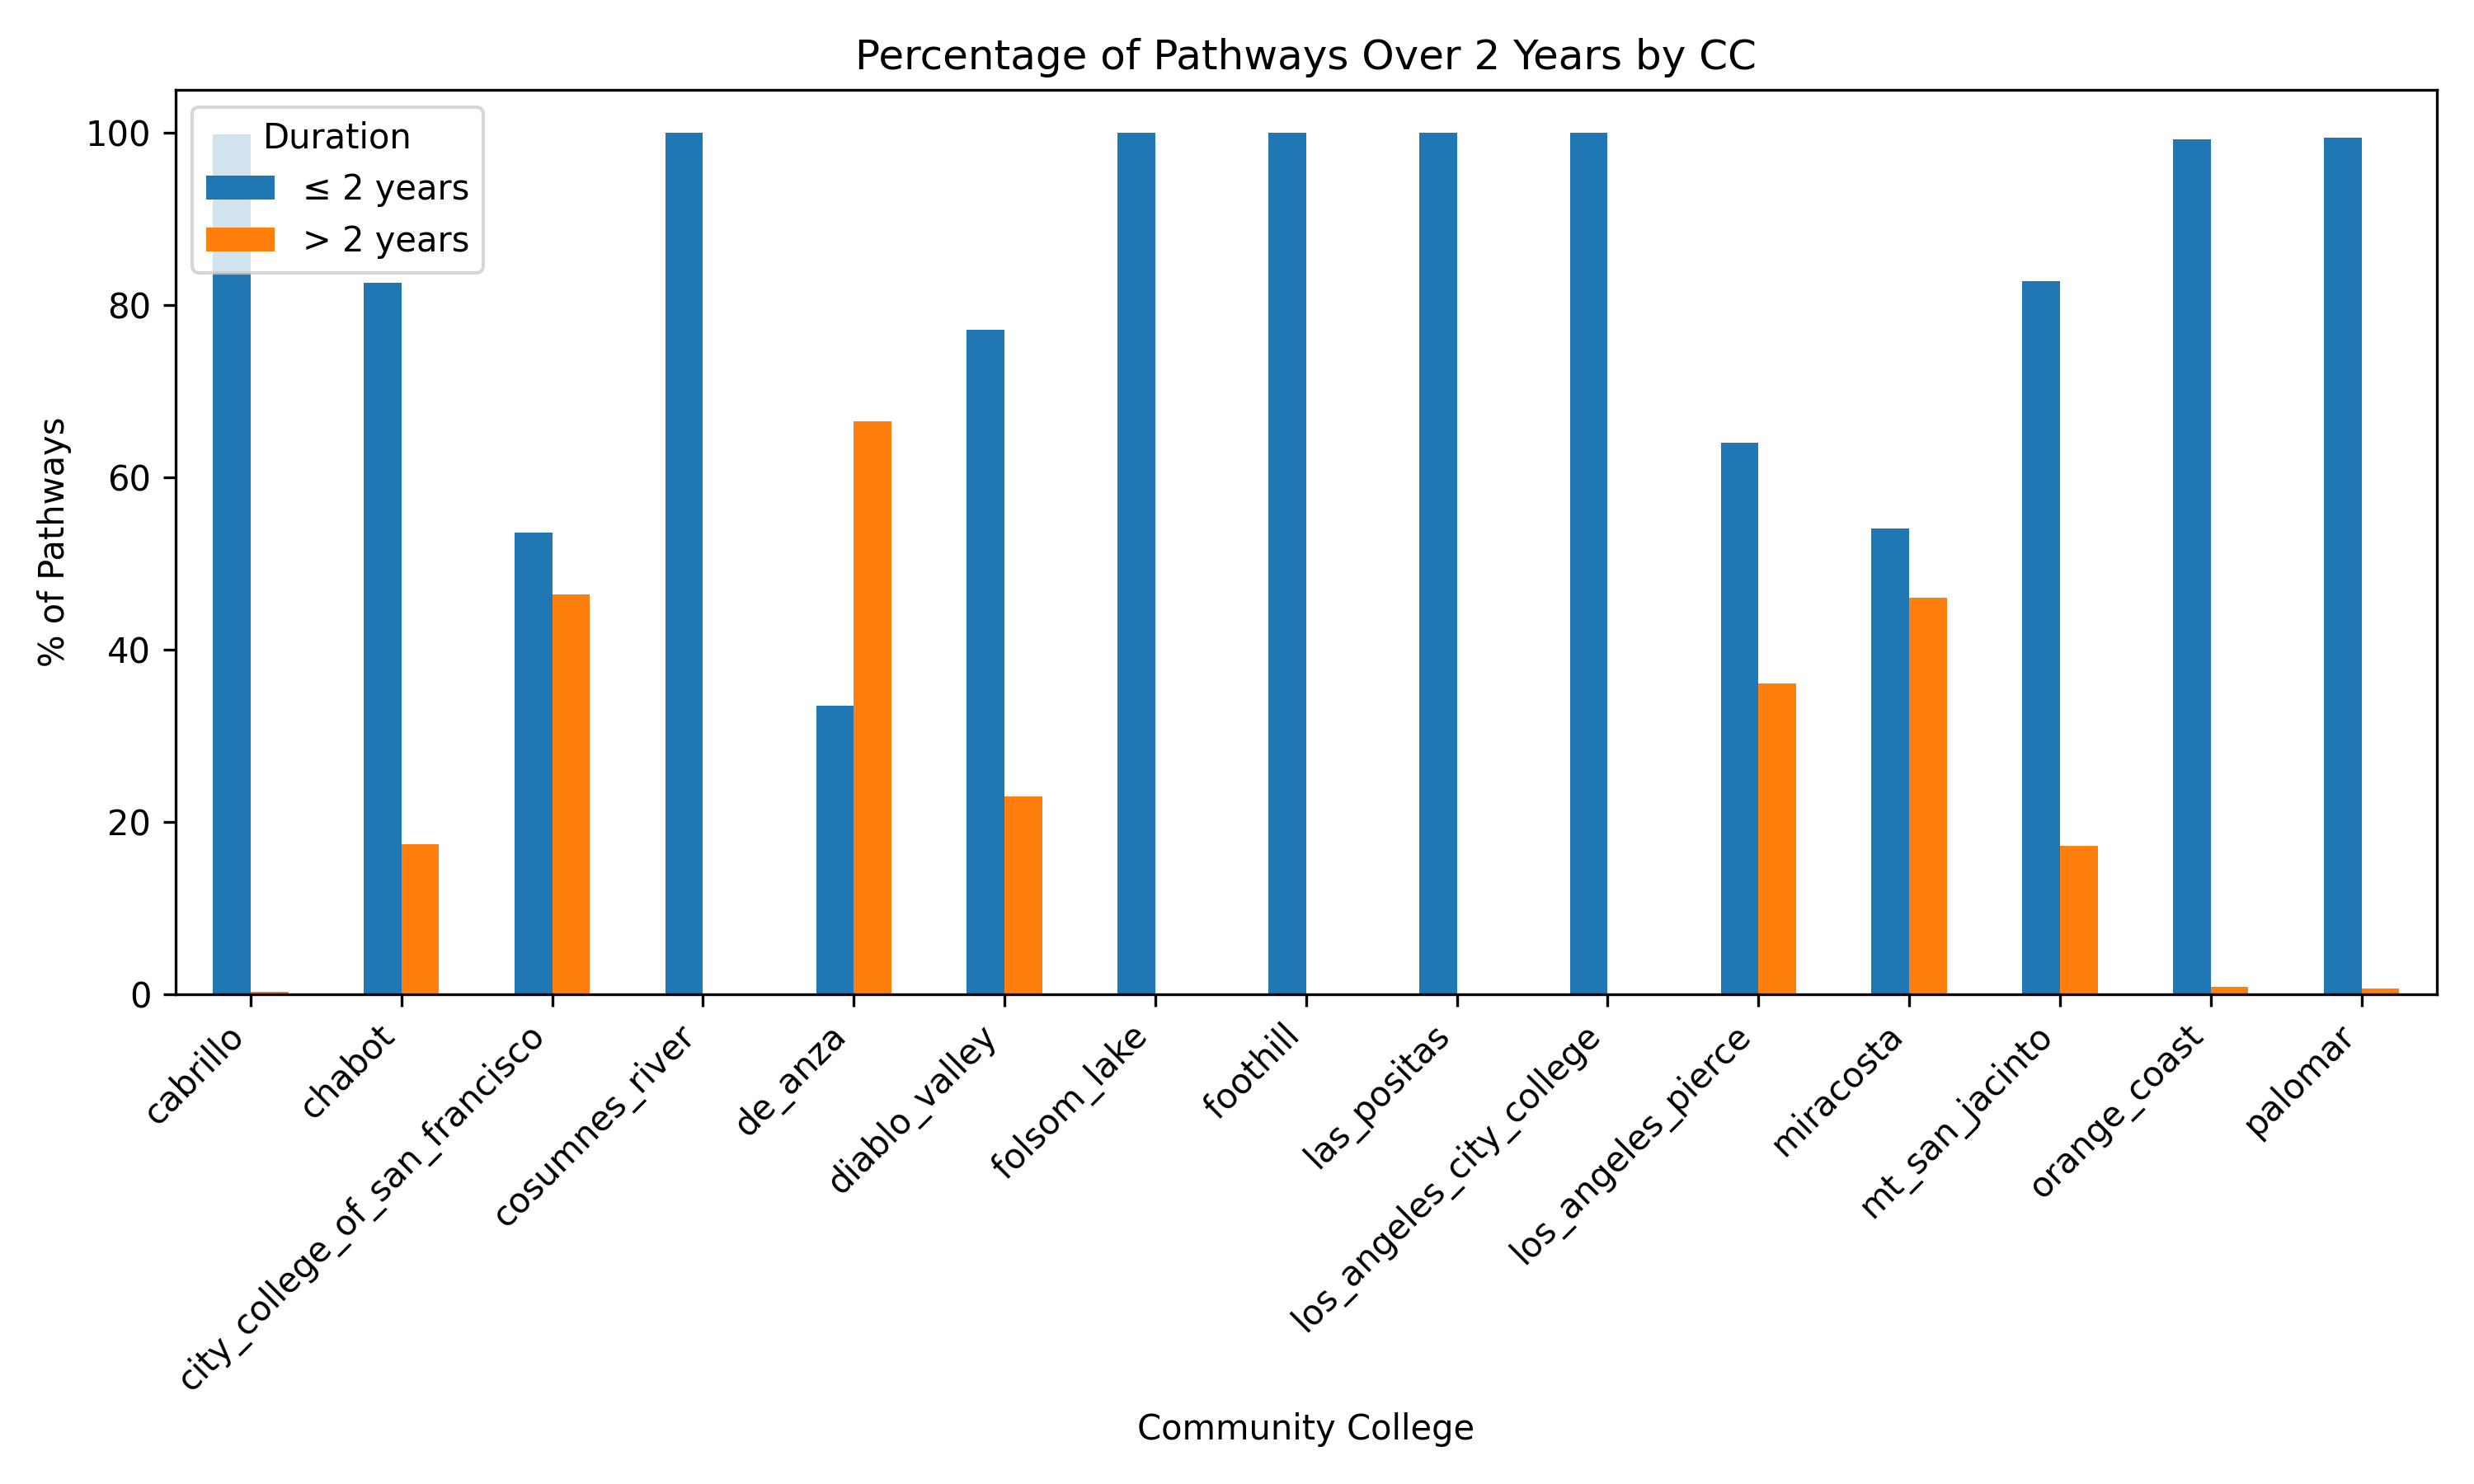 Percentage of Pathways Over 2 Years by CC
Duration
≤ 2 years
> 2 years
% of Pathways
100
80
60
40
20
0
cabrillo
chabot
city_college_of_san_francisco
cosumnes_river
de_anza
diablo_valley
folsom_lake
foothill
las_positas
los_angeles_city_college
los_angeles_pierce
miracosta
mt_san_jacinto
orange_coast
palomar
Community College